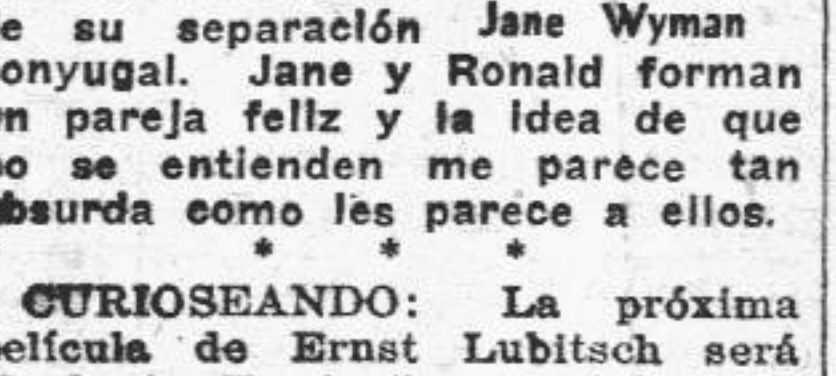 e su separación Jane Wyman
onyugal. Jane y Ronald forman
n pareja feliz y la idea de que
o se entienden me parece tan
bsurda como les parece a ellos.
* * *
CURIOSEANDO: La próxima
elícula de Ernst Lubitsch será